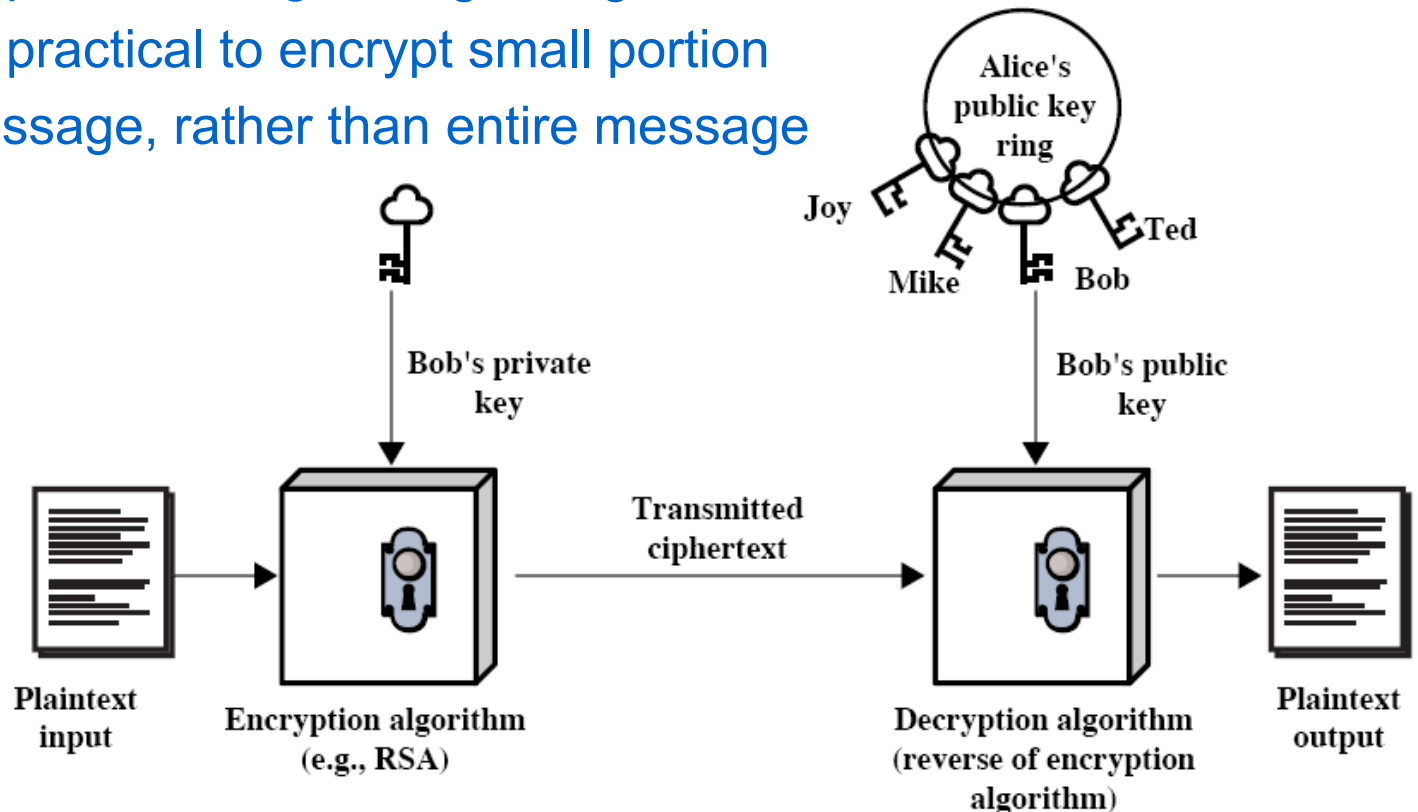 practical to encrypt small portion
ssage, rather than entire message
Alice's
public key
ring
Joy
Mike
Bob
Ted
Bob's private
key
Bob's public
key
Transmitted
ciphertext
Plaintext
input
Encryption algorithm
(e.g., RSA)
Decryption algorithm
(reverse of encryption
algorithm)
Plaintext
output